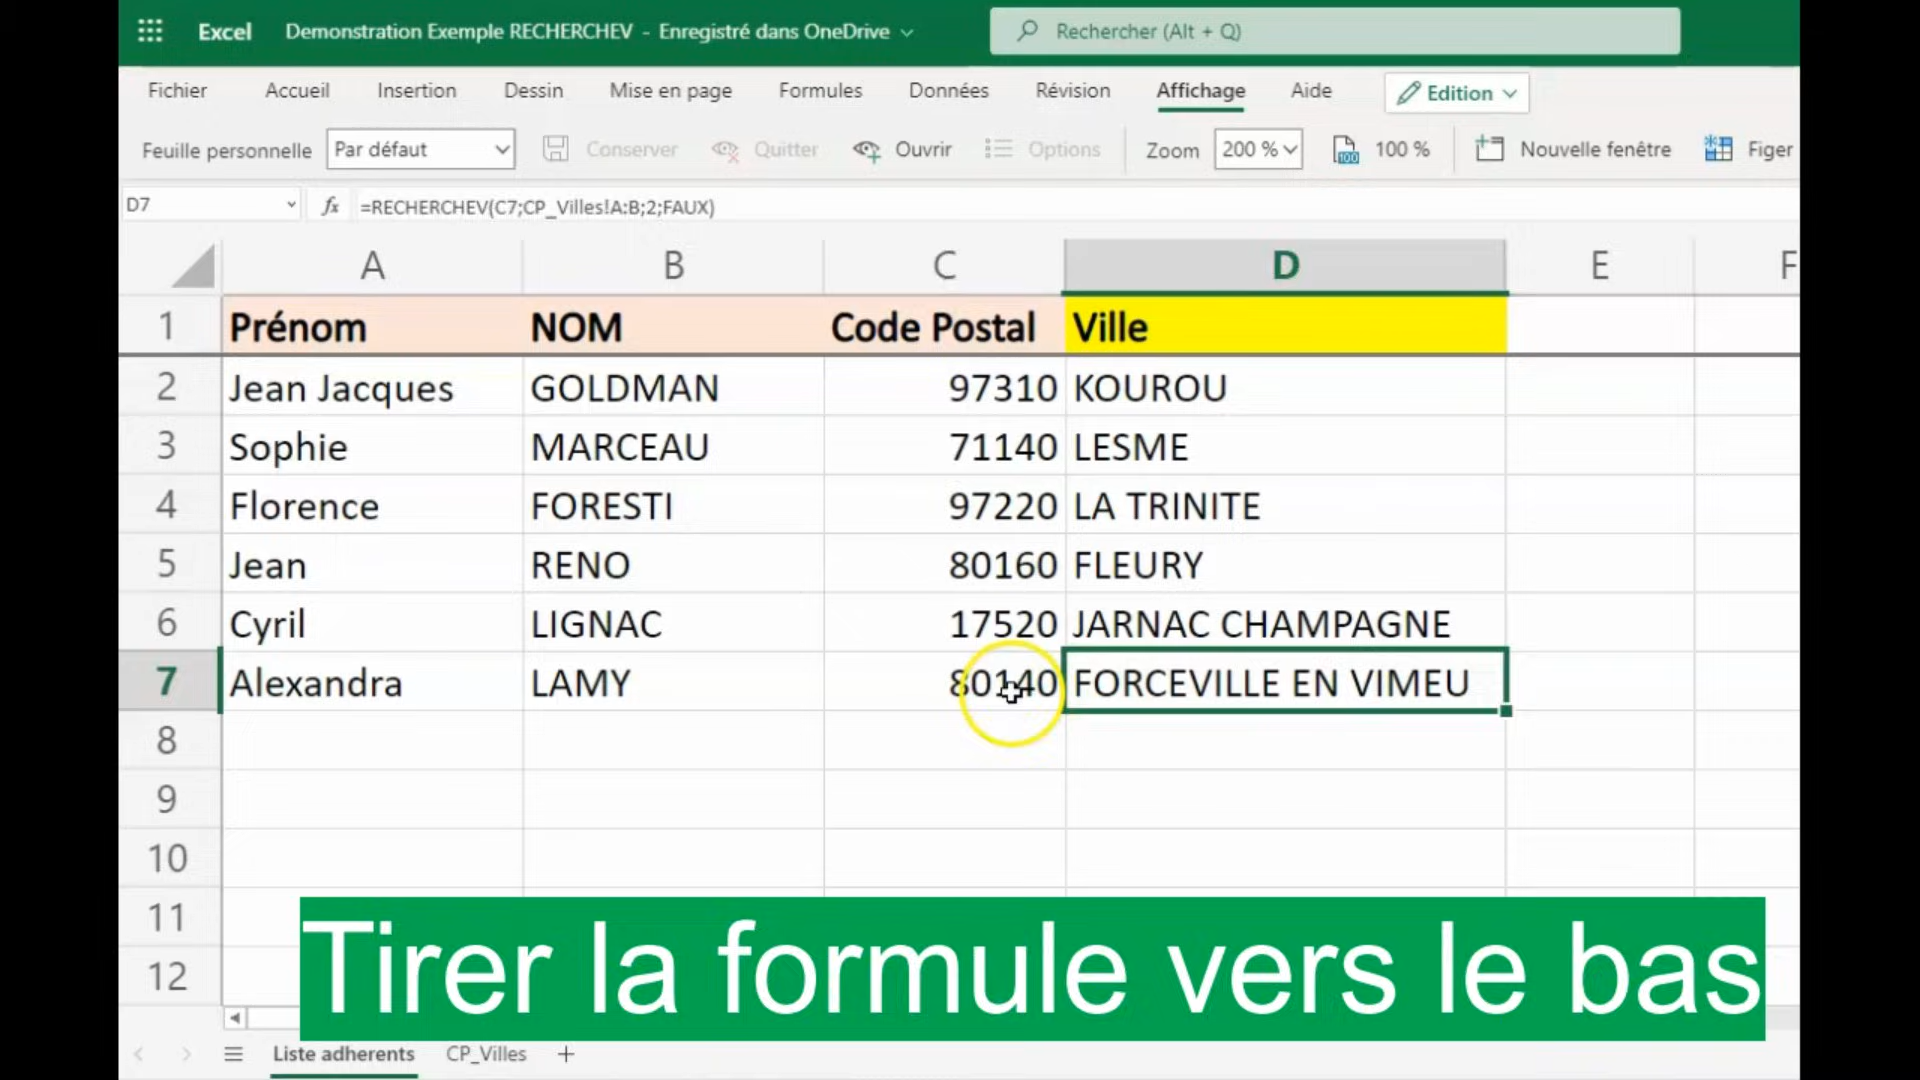 Excel Demonstration Exemple RECHERCHEV - Enregistré dans OneDrive Rechercher (Alt + Q)
Fichier Accueil Insertion Dessin Mise en page Formules Données Révision Affichage Aide Edition
Feuille personnelle Par défaut Conserver Quitter Ouvrir Options Zoom 200 % 100 100 % Nouvelle fenêtre Figer
D7 fx =RECHERCHEV(C7;CP_Villes!A:B;2;FAUX)
A B C D E F
1 Prénom NOM Code Postal Ville
2 Jean Jacques GOLDMAN 97310 KOUROU
3 Sophie MARCEAU 71140 LESME
4 Florence FORESTI 97220 LA TRINITE
5 Jean RENO 80160 FLEURY
6 Cyril LIGNAC 17520 JARNAC CHAMPAGNE
7 Alexandra LAMY 80140 FORCEVILLE EN VIMEU
8
9
10
11
12
Tirer la formule vers le bas
Liste adherents CP_Villes +